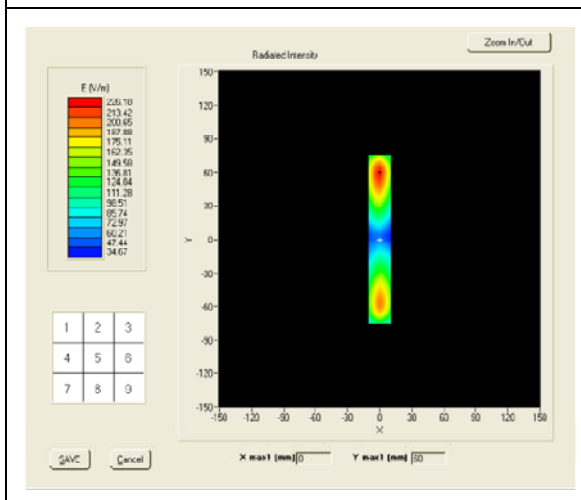 Zoom In/Out
Radiated Intensity
E (V/m)
226.18
213.42
200.65
187.88
175.11
162.35
149.58
136.81
124.04
111.28
98.51
85.74
72.97
60.21
47.44
34.67
150
120
90
60
30
0
-30
-60
-90
-120
-150
Y
-150 -120 -90 -60 -30 0 30 60 90 120 150
X
1 2 3
4 5 6
7 8 9
SAVE Cancel X max1 (mm) 0 Y max1 (mm)